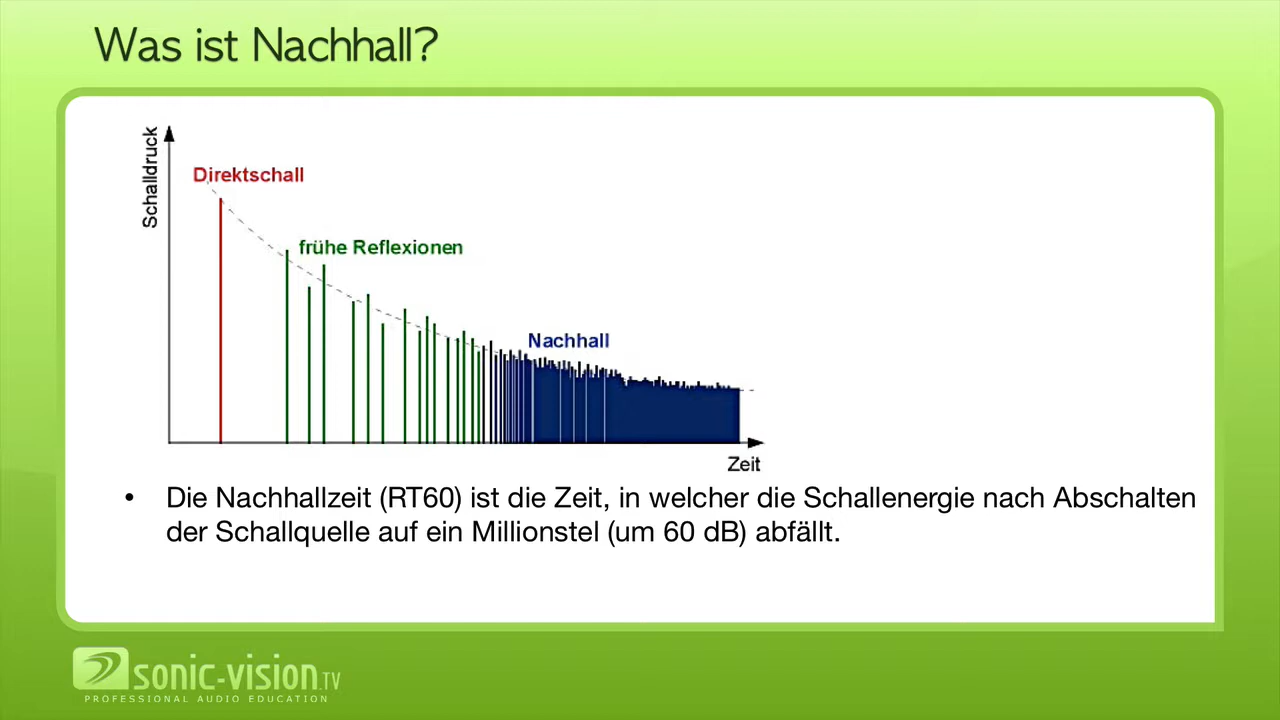 Was ist Nachhall?
Schalldruck
Direktschall
frühe Reflexionen
Nachhall
Zeit
• Die Nachhallzeit (RT60) ist die Zeit, in welcher die Schallenergie nach Abschalten
der Schallquelle auf ein Millionstel (um 60 dB) abfällt.
sonic-vision.TV
PROFESSIONAL AUDIO EDUCATION